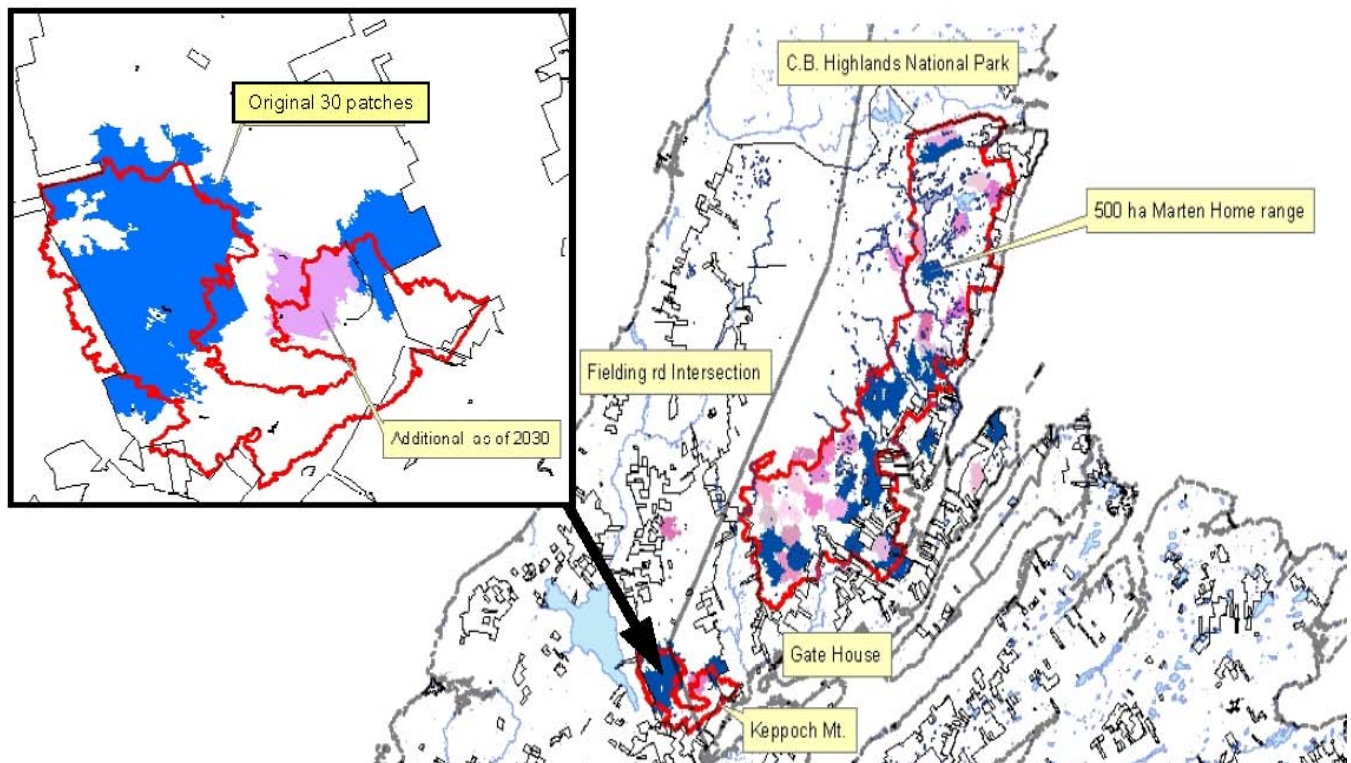 Original 30 patches
Additional as of 2030
C.B. Highlands National Park
500 ha Marten Home range
Fielding rd Intersection
Gate House
Keppoch Mt.